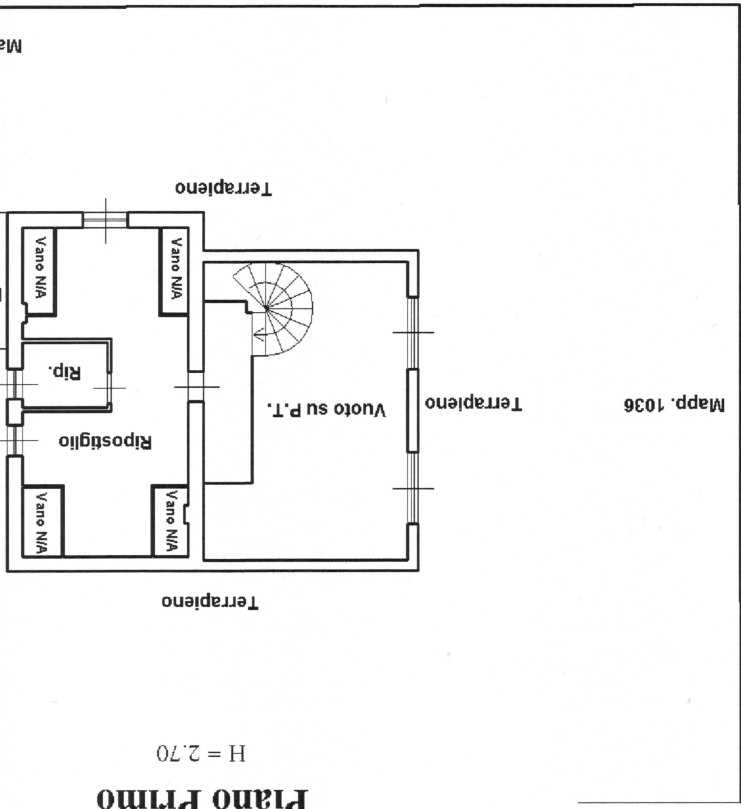 Piano Primo
H = 2.70
Terrapieno
Vano N/A
Vano N/A
Ripostiglio
Mapp. 1036
Terrapieno
Vuoto su P.T.
Rip.
Vano N/A
Vano N/A
Terrapieno